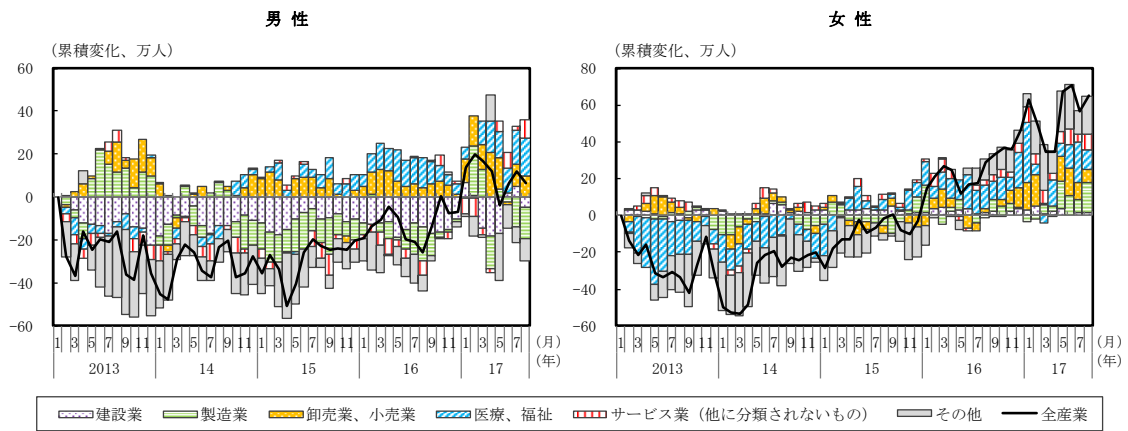 男 性
(累積変化、万人)
60
40
20
0
−20
−40
−60
1 3 5 7 9 11 1 3 5 7 9 11 1 3 5 7 9 11 1 3 5 7 9 11 1 3 5 7 (月)
2013 14 15 16 17 (年)
女 性
(累積変化、万人)
80
60
40
20
0
−20
−40
−60
1 3 5 7 9 11 1 3 5 7 9 11 1 3 5 7 9 11 1 3 5 7 9 11 1 3 5 7 (月)
2013 14 15 16 17 (年)
建設業 製造業 卸売業、小売業 医療、福祉 サービス業(他に分類されないもの) その他 全産業